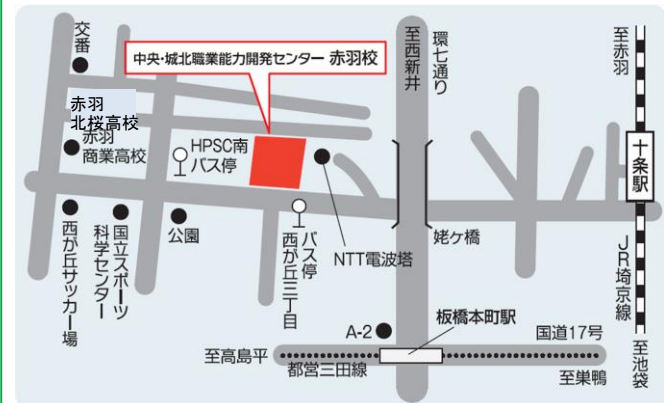 交番
中央・城北職業能力開発センター 赤羽校
至西新井
環七通り
至赤羽
赤羽
北桜高校
赤羽
商業高校
HPSC南
バス停
十条駅
西が丘サッカー場
国立スポーツ
科学センター
公園
バス停
西が丘三丁目
NTT電波塔
姥ケ橋
JR埼京線
A-2
板橋本町駅
国道17号
至高島平
都営三田線
至巣鴨
至池袋